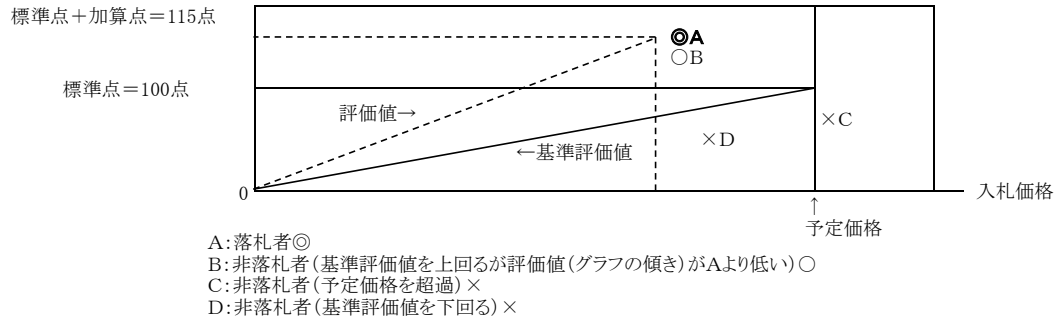 標準点＋加算点＝115点
◎A
○B
標準点＝100点
評価値→
×C
×D
←基準評価値
0
入札価格
↑
予定価格
A：落札者◎
B：非落札者（基準評価値を上回るが評価値（グラフの傾き）がAより低い）○
C：非落札者（予定価格を超過）×
D：非落札者（基準評価値を下回る）×